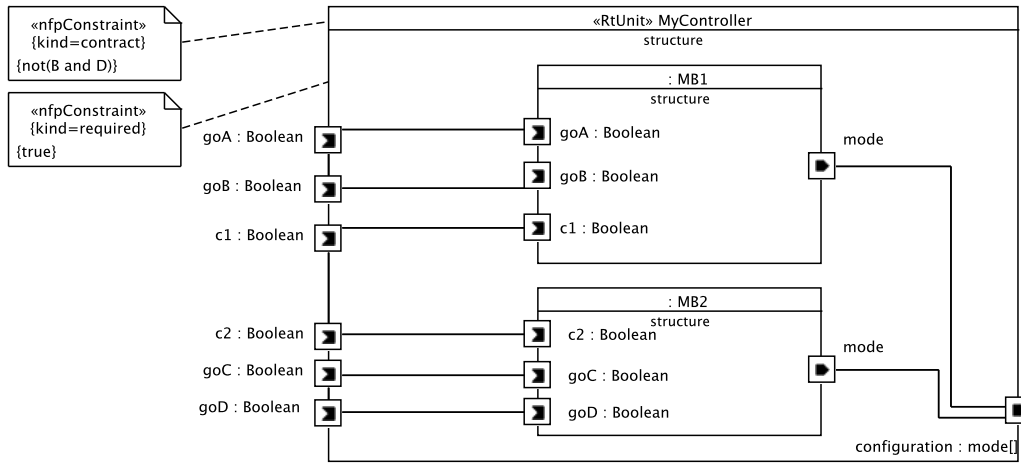 «nfpConstraint»
{kind=contract}
{not(B and D)}
«nfpConstraint»
{kind=required}
{true}
«RtUnit» MyController
structure
: MB1
structure
goA : Boolean
goA : Boolean
mode
goB : Boolean
goB : Boolean
c1 : Boolean
c1 : Boolean
: MB2
structure
c2 : Boolean
c2 : Boolean
mode
goC : Boolean
goC : Boolean
goD : Boolean
goD : Boolean
configuration : mode[]